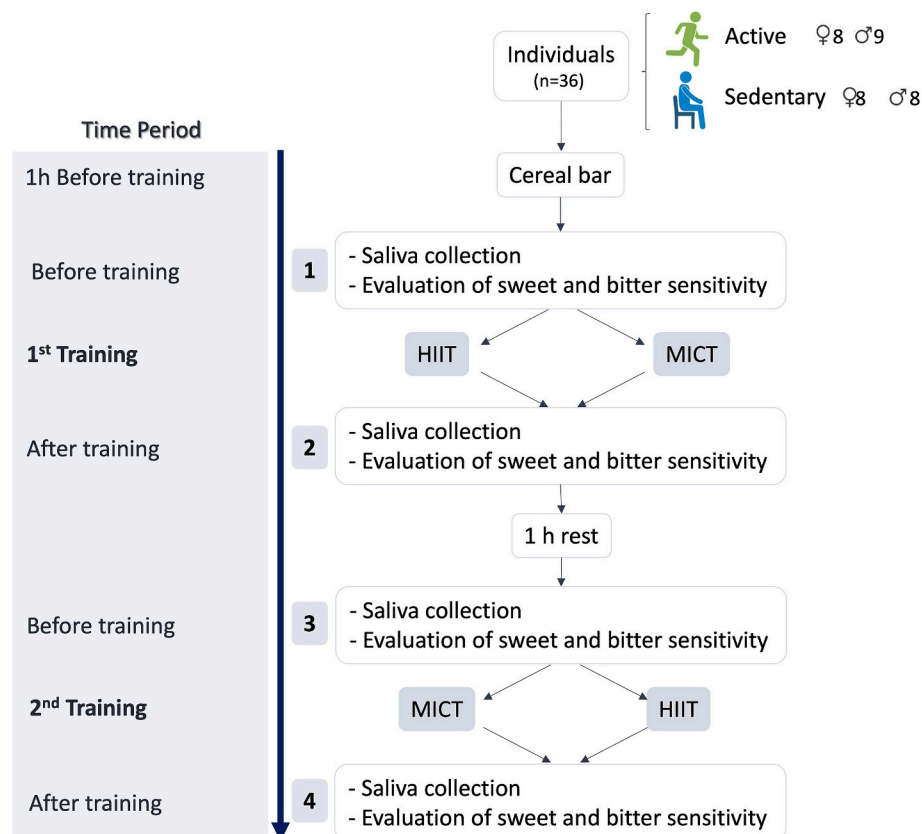 Individuals
(n=36)
Active ♀8 ♂9
Sedentary ♀8 ♂8
Time Period
1h Before training
Cereal bar
Before training
1
- Saliva collection
- Evaluation of sweet and bitter sensitivity
1st Training
HIIT
MICT
After training
2
- Saliva collection
- Evaluation of sweet and bitter sensitivity
1 h rest
Before training
3
- Saliva collection
- Evaluation of sweet and bitter sensitivity
2nd Training
MICT
HIIT
After training
4
- Saliva collection
- Evaluation of sweet and bitter sensitivity